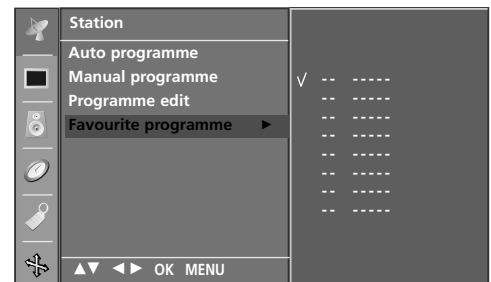 Station
Auto programme
Manual programme
Programme edit
Favourite programme ►
√ -- -----
-- -----
-- -----
-- -----
-- -----
-- -----
-- -----
-- -----
▲▼ ◄► OK MENU